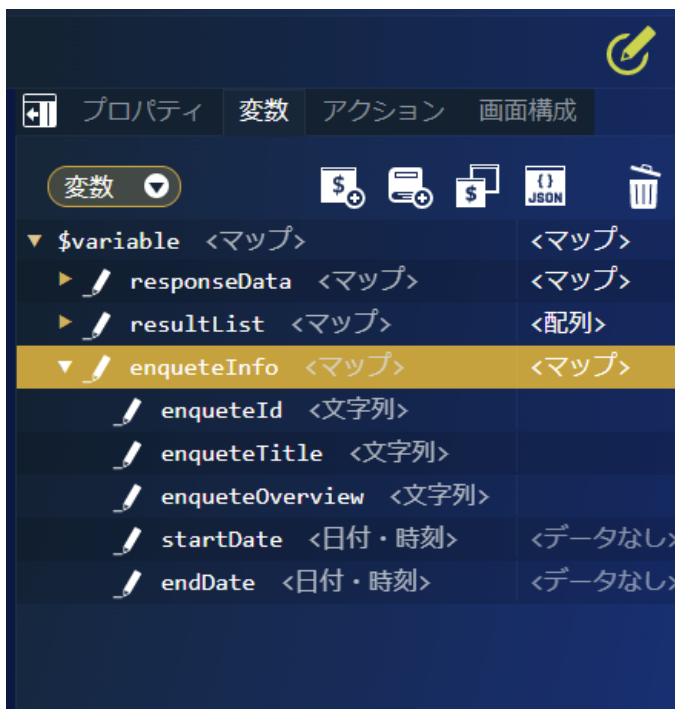 プロパティ 変数 アクション 画面構成
変数 $ $ {} JSON
$variable <マップ> <マップ>
responseData <マップ> <マップ>
resultList <マップ> <配列>
enqueteInfo <マップ> <マップ>
enqueteId <文字列>
enqueteTitle <文字列>
enqueteOverview <文字列>
startDate <日付・時刻> <データなし>
endDate <日付・時刻> <データなし>